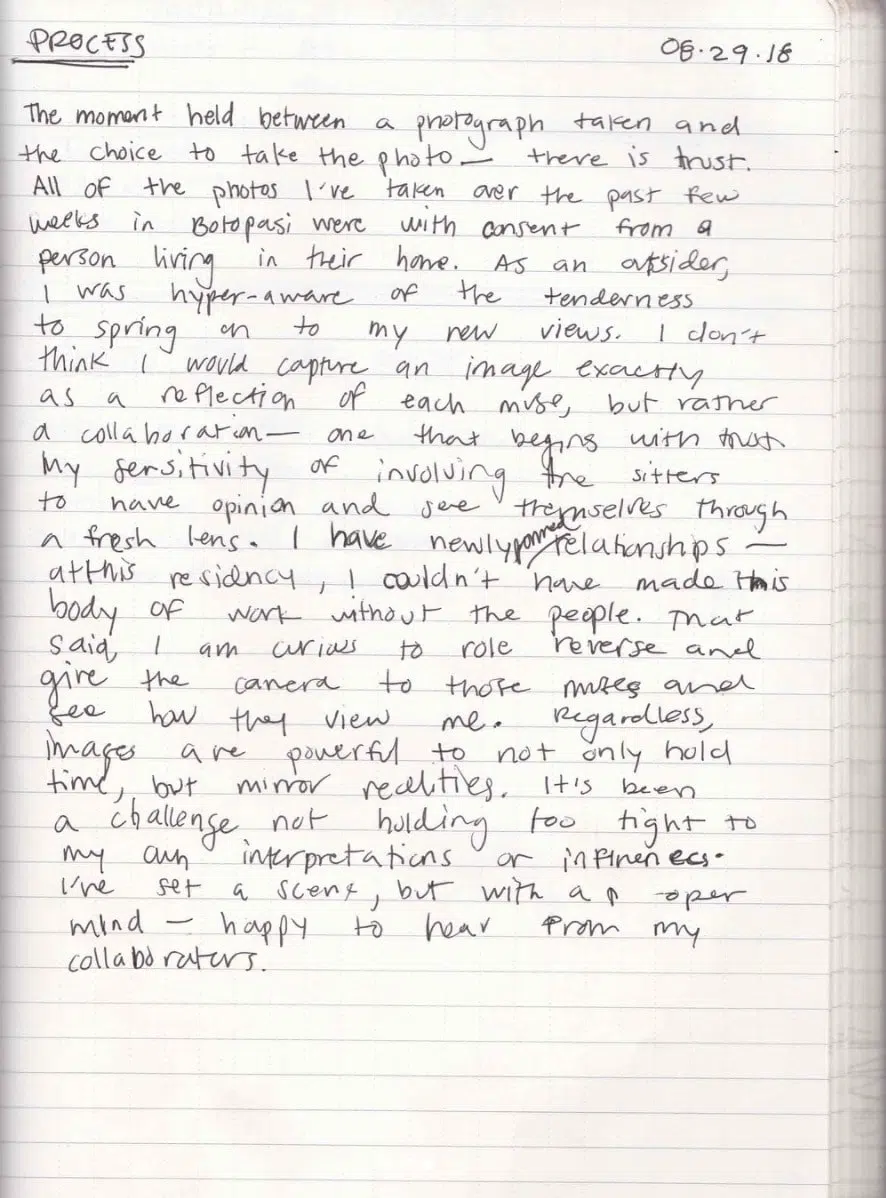 PROCESS 08.29.18
The moment held between a photograph taken and
the choice to take the photo — there is trust.
All of the photos I've taken over the past few
weeks in Botopasi were with consent from a
person living in their home. As an outsider,
I was hyper-aware of the tenderness
to spring on to my new views. I don't
think I would capture an image exactly
as a reflection of each muse, but rather
a collaboration — one that begins with trust.
My sensitivity of involving the sitters
to have opinion and see themselves through
a fresh lens. I have newly formed relationships —
at this residency, I couldn't have made this
body of work without the people. That
said, I am curious to role reverse and
give the camera to those muses and
see how they view me. Regardless,
images are powerful to not only hold
time, but mirror realities. It's been
a challenge not holding too tight to
my own interpretations or
I've set a scene, but with a open
mind — happy to hear from my
collaborators.